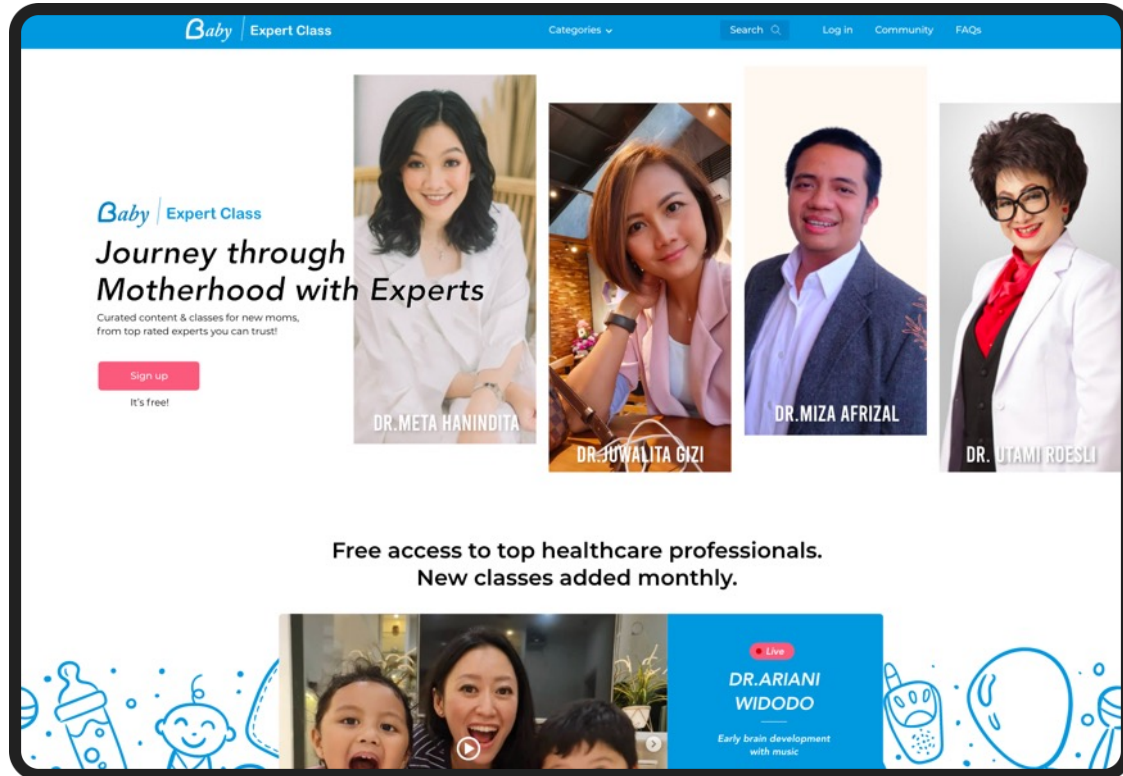 Baby | Expert Class
Categories
Search
Log in
Community
FAQs
Baby | Expert Class
Journey through
Motherhood with Experts
Curated content & classes for new moms,
from top rated experts you can trust!
Sign up
It's free!
DR.META HANINDITA
DR.JUWALITA GIZI
DR.MIZA AFRIZAL
DR. UTAMI ROESLI
Free access to top healthcare professionals.
New classes added monthly.
Live
DR.ARIANI
WIDODO
Early brain development
with music